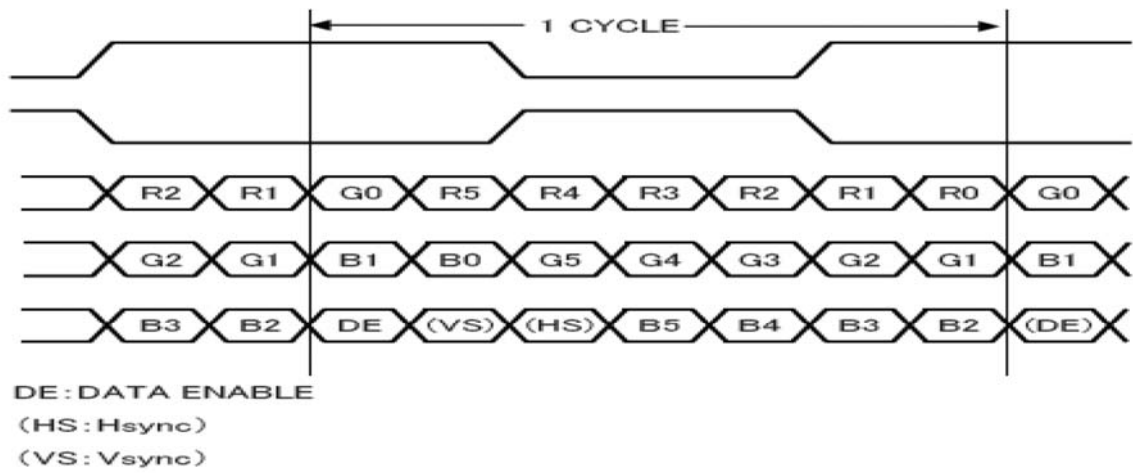 1 CYCLE
R2 R1 G0 R5 R4 R3 R2 R1 R0 G0
G2 G1 B1 B0 G5 G4 G3 G2 G1 B1
B3 B2 DE (VS) (HS) B5 B4 B3 B2 (DE)
DE:DATA ENABLE
(HS:Hsync)
(VS:Vsync)